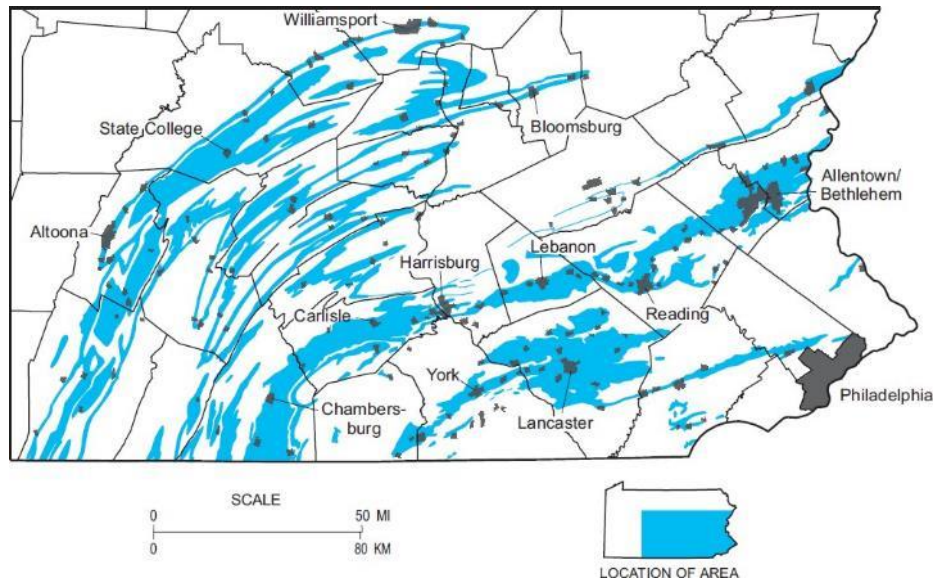 Williamsport
State College
Bloomsburg
Allentown/
Bethlehem
Altoona
Harrisburg
Lebanon
Carlisle
Reading
York
Philadelphia
Chambers-
burg
Lancaster
SCALE
0 50 MI
0 80 KM
LOCATION OF AREA